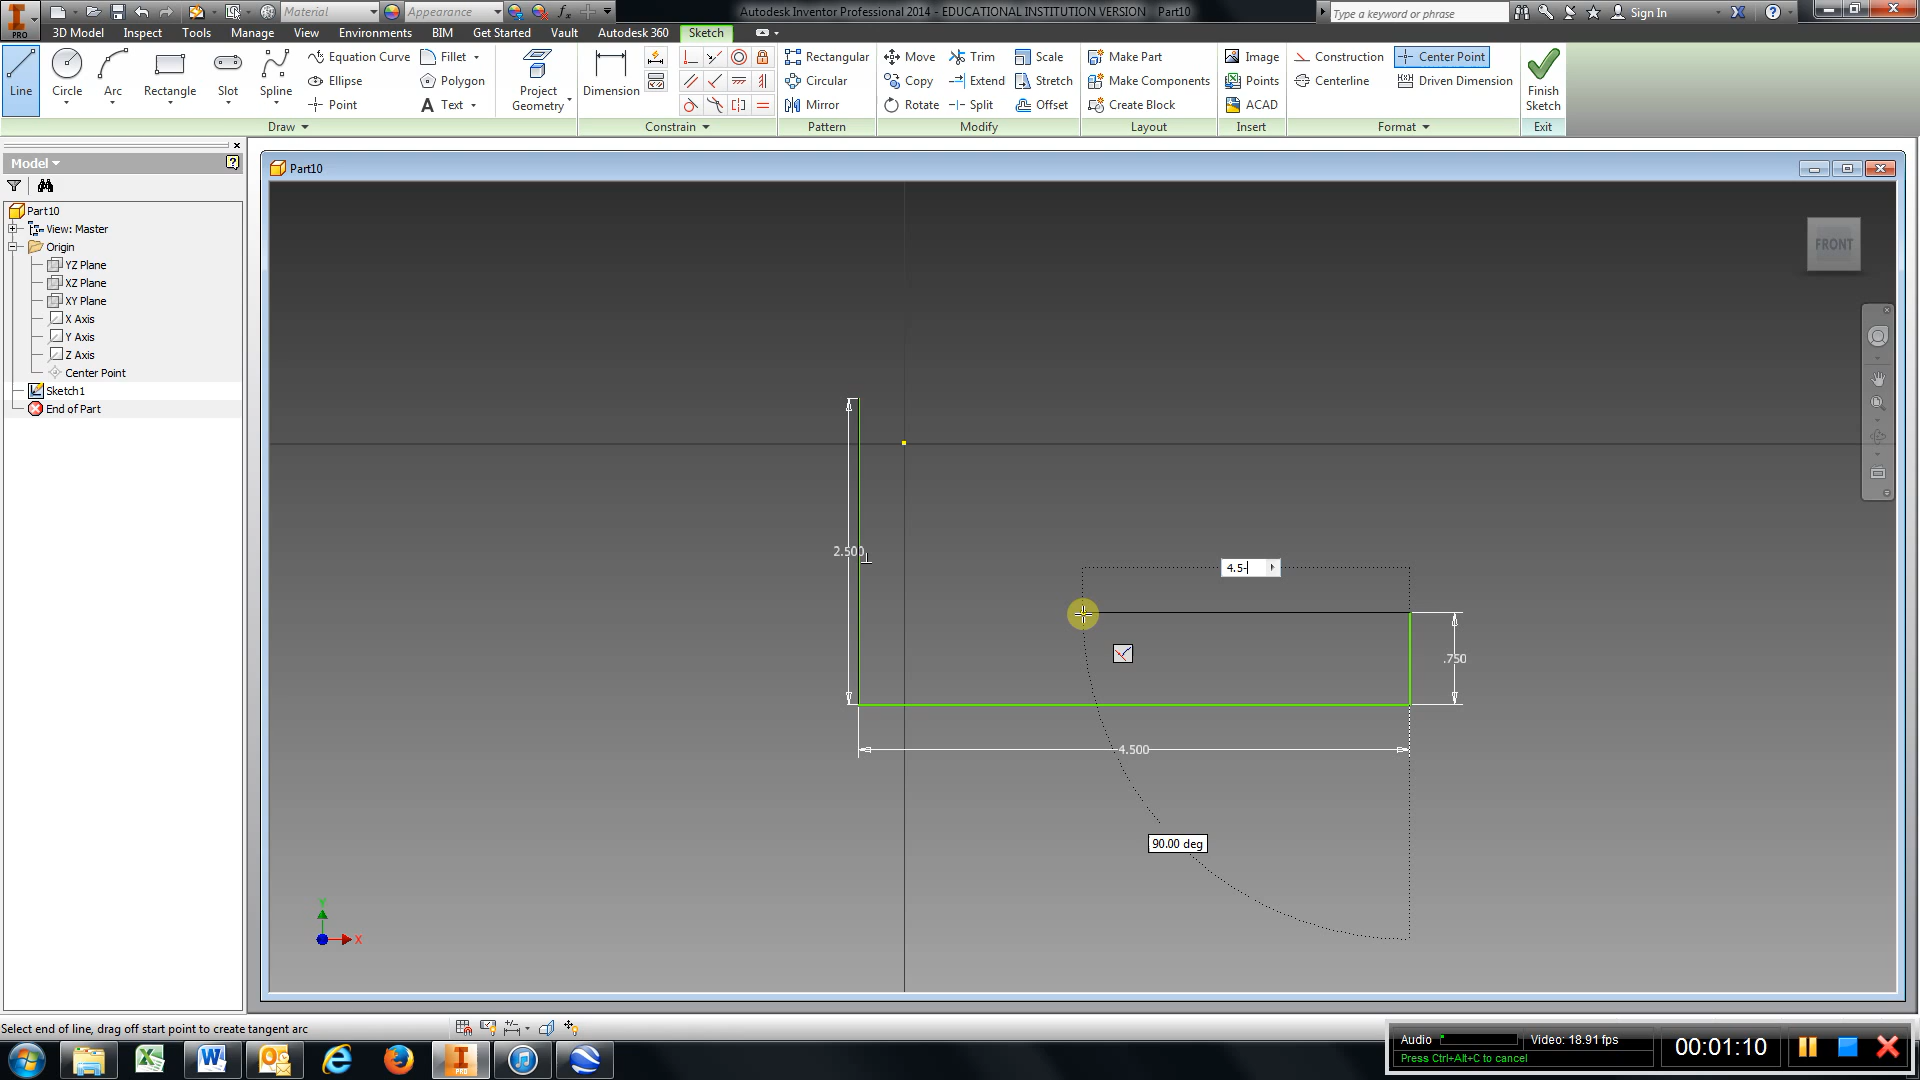 Material
Appearance
Autodesk Inventor Professional 2014 - EDUCATIONAL INSTITUTION VERSION Part10
Type a keyword or phrase
Sign In
PRO
3D Model Inspect Tools Manage View Environments BIM Get Started Vault Autodesk 360 Sketch
Line
Circle
Arc
Rectangle
Slot
Spline
Equation Curve
Ellipse
Point
Fillet
Polygon
Text
Project
Geometry
Dimension
Rectangular
Circular
Mirror
Move
Copy
Rotate
Trim
Extend
Split
Scale
Stretch
Offset
Make Part
Make Components
Create Block
Image
Points
ACAD
Construction
Centerline
Center Point
Driven Dimension
Finish
Sketch
Draw
Constrain
Pattern
Modify
Layout
Insert
Format
Exit
Model
Part10
View: Master
Origin
YZ Plane
XZ Plane
XY Plane
X Axis
Y Axis
Z Axis
Center Point
Sketch1
End of Part
Part10
FRONT
2.500
4.5-
.750
4.500
90.00 deg
Y
X
Select end of line, drag off start point to create tangent arc
Audio
Video: 18.91 fps
Press Ctrl+Alt+C to cancel
00:01:10
PRO